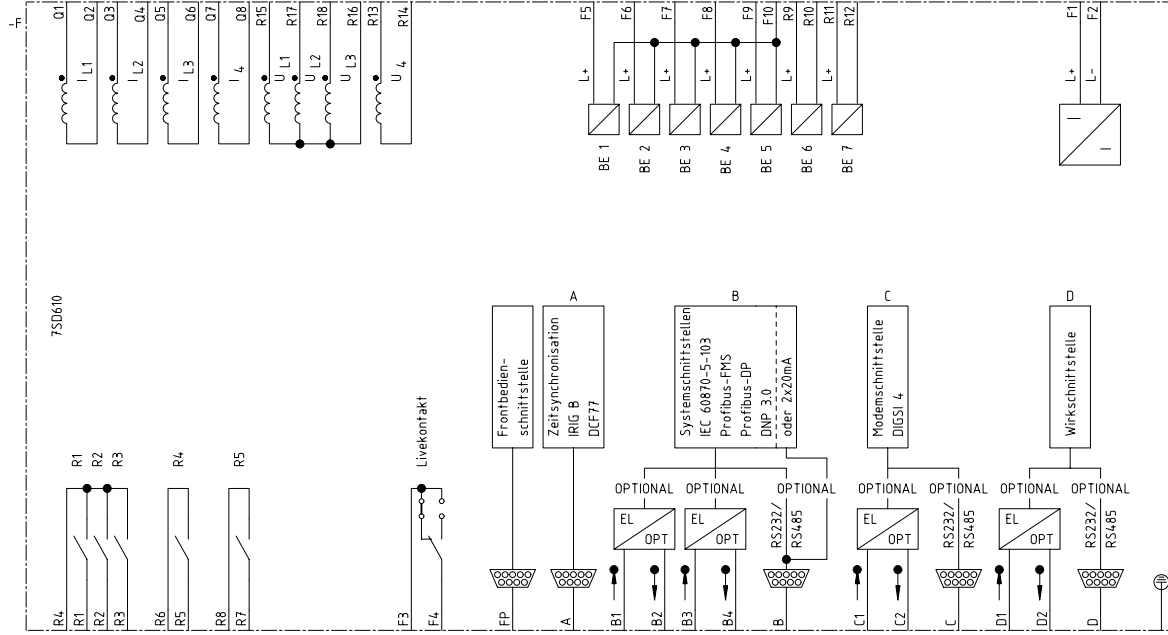 -F
Q1
Q2
Q3
Q4
Q5
Q6
Q7
Q8
R15
R17
R18
R16
R13
R14
F5
F6
F7
F8
F9
F10
R9
R10
R11
R12
F1
F2
I L1
I L2
I L3
I 4
U L1
U L2
U L3
U 4
L+
L+
L+
L+
L+
L+
L+
L+
L-
BE 1
BE 2
BE 3
BE 4
BE 5
BE 6
BE 7
7SD610
A
B
C
D
Frontbedien-
schnittstelle
Zeitsynchronisation
IRIG B
DCF77
Systemschnittstellen
IEC 60870-5-103
Profibus-FMS
Profibus-DP
DNP 3.0
oder 2x20mA
Modemschnittstelle
DIGSI 4
Wirkschnittstelle
R1
R2
R3
R4
R5
Livekontakt
OPTIONAL
OPTIONAL
OPTIONAL
OPTIONAL
OPTIONAL
OPTIONAL
OPTIONAL
EL
OPT
EL
OPT
RS232/
RS485
EL
OPT
RS232/
RS485
EL
OPT
RS232/
RS485
R4
R1
R2
R3
R6
R5
R8
R7
F3
F4
FP
A
B1
B2
B3
B4
B
C1
C2
C
D1
D2
D